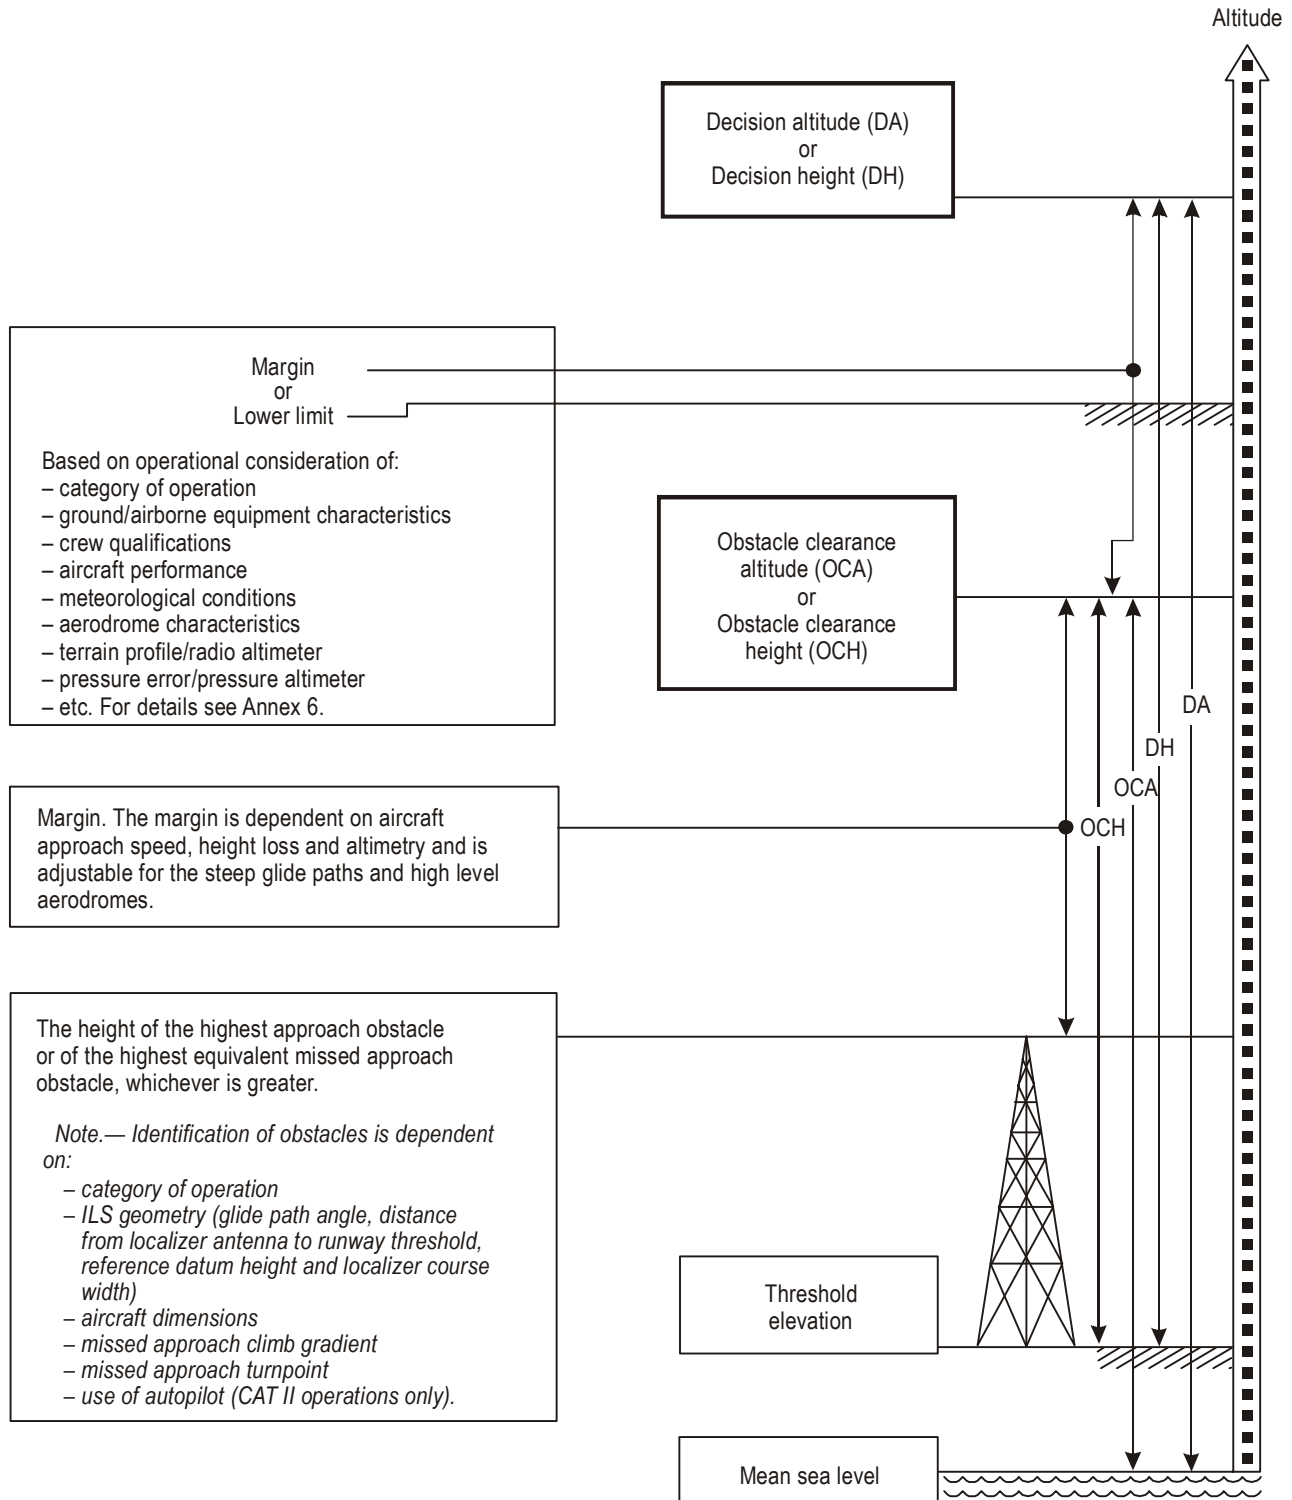 Altitude
Decision altitude (DA)
or
Decision height (DH)
Margin
or
Lower limit
Based on operational consideration of:
– category of operation
– ground/airborne equipment characteristics
– crew qualifications
– aircraft performance
– meteorological conditions
– aerodrome characteristics
– terrain profile/radio altimeter
– pressure error/pressure altimeter
– etc. For details see Annex 6.
Obstacle clearance
altitude (OCA)
or
Obstacle clearance
height (OCH)
DA
DH
OCA
OCH
Margin. The margin is dependent on aircraft
approach speed, height loss and altimetry and is
adjustable for the steep glide paths and high level
aerodromes.
The height of the highest approach obstacle
or of the highest equivalent missed approach
obstacle, whichever is greater.
Note.— Identification of obstacles is dependent
on:
– category of operation
– ILS geometry (glide path angle, distance
from localizer antenna to runway threshold,
reference datum height and localizer course
width)
– aircraft dimensions
– missed approach climb gradient
– missed approach turnpoint
– use of autopilot (CAT II operations only).
Threshold
elevation
Mean sea level